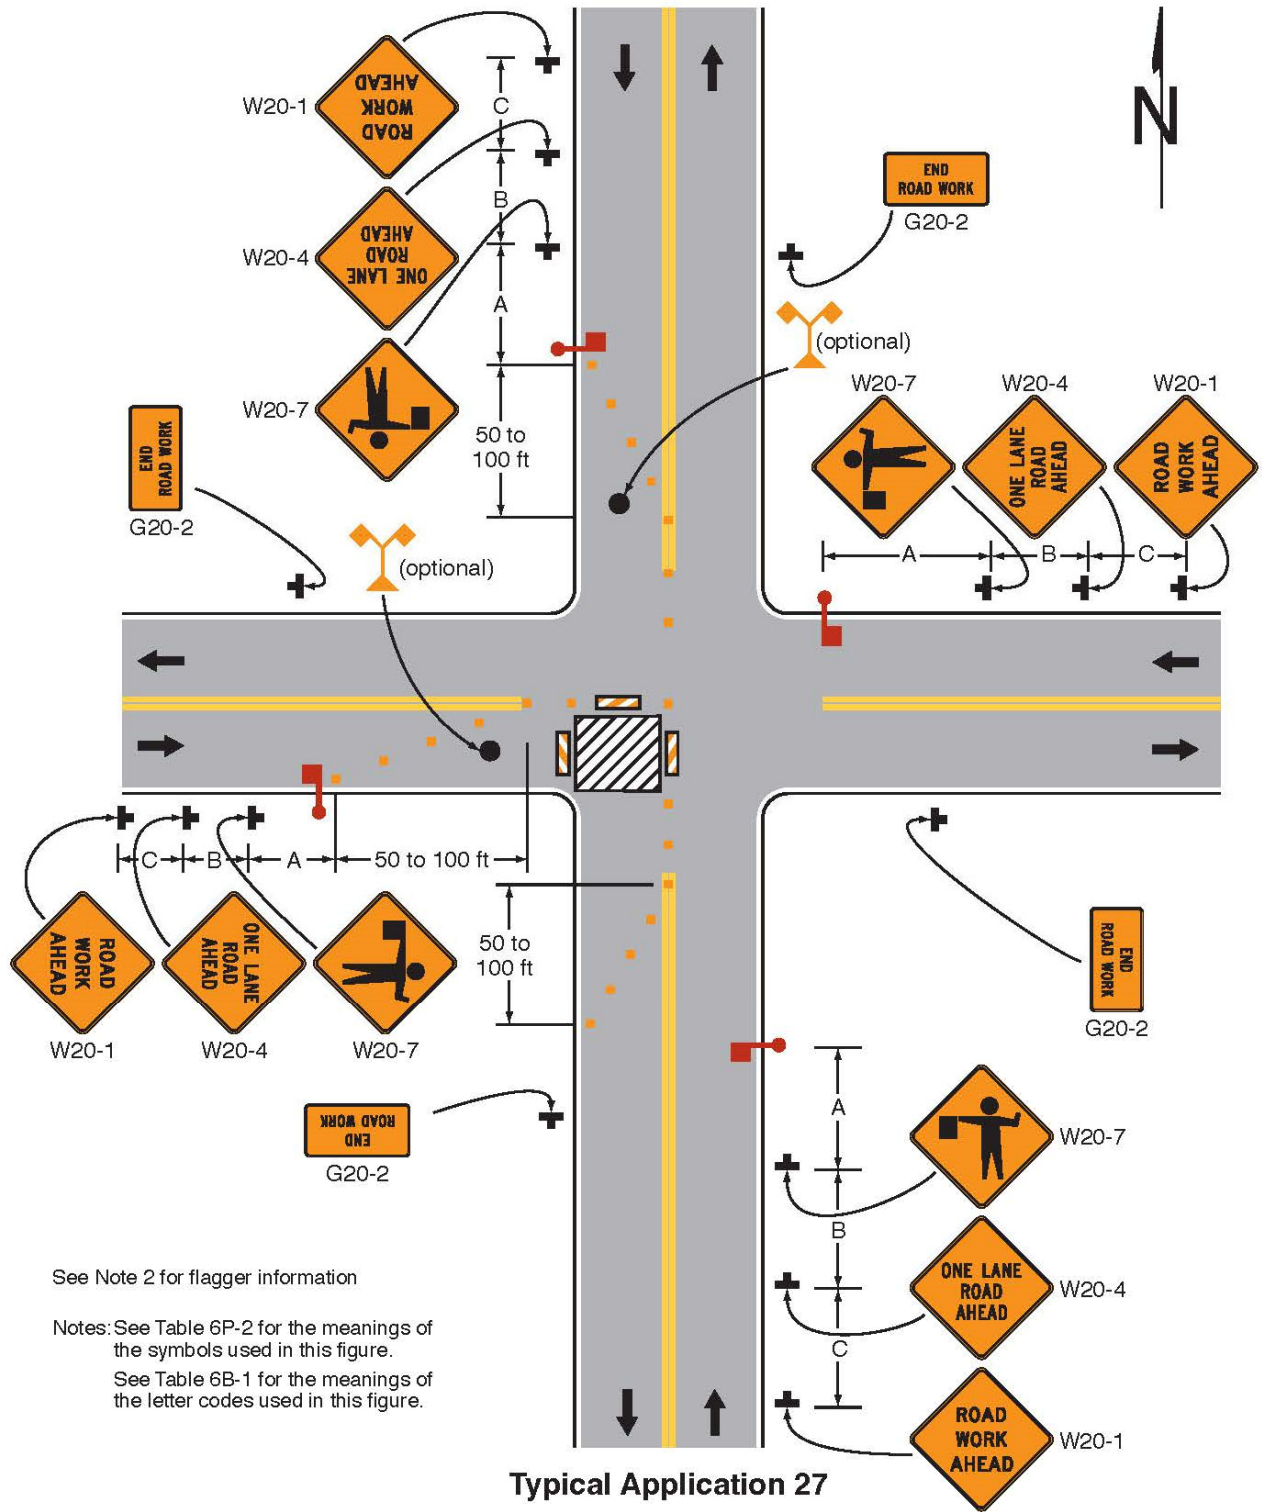 W20-1
ROAD
WORK
AHEAD
C
W20-4
ONE LANE
ROAD
AHEAD
B
W20-7
A
50 to
100 ft
N
END
ROAD WORK
G20-2
(optional)
W20-7
W20-4
W20-1
ONE LANE
ROAD
AHEAD
ROAD
WORK
AHEAD
A
B
C
END
ROAD WORK
G20-2
(optional)
C
B
A
50 to 100 ft
ROAD
WORK
AHEAD
ONE LANE
ROAD
AHEAD
W20-1
W20-4
W20-7
50 to
100 ft
END
ROAD WORK
G20-2
END
ROAD WORK
G20-2
A
W20-7
B
ONE LANE
ROAD
AHEAD
W20-4
C
ROAD
WORK
AHEAD
W20-1
See Note 2 for flagger information
Notes: See Table 6P-2 for the meanings of
the symbols used in this figure.
See Table 6B-1 for the meanings of
the letter codes used in this figure.
Typical Application 27